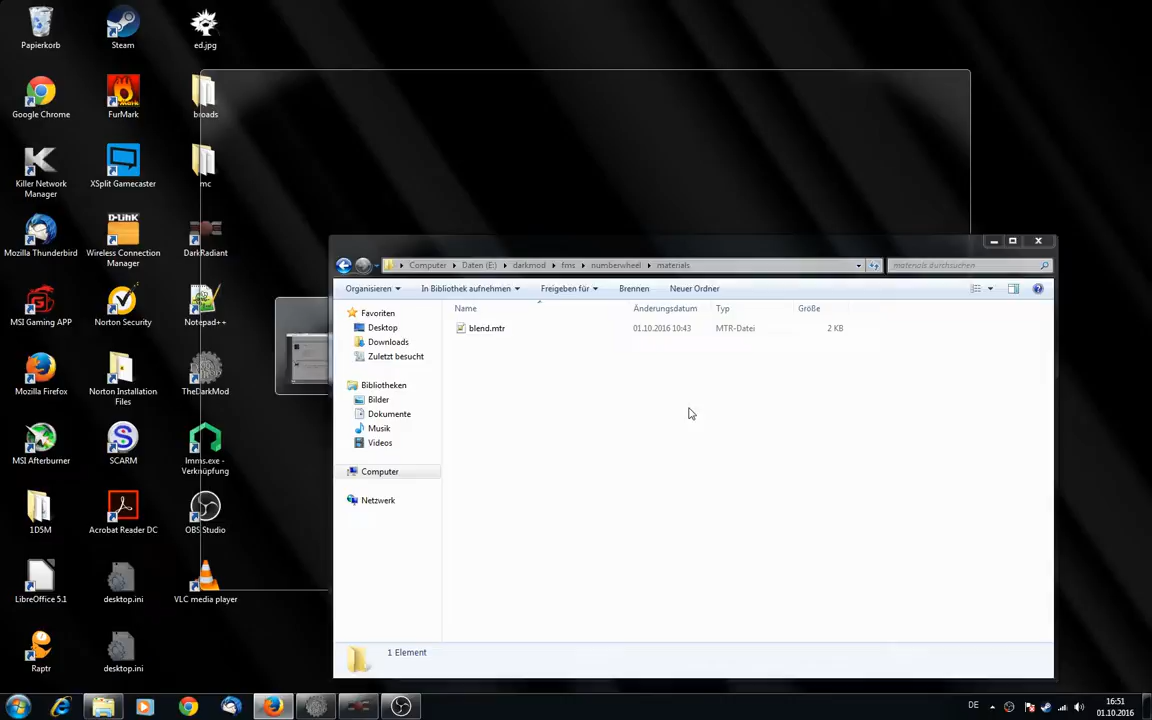 Papierkorb
Steam
ed.jpg
Google Chrome
FurMark
broads
Killer Network
Manager
XSplit Gamecaster
mc
Mozilla Thunderbird
D-Link
Wireless Connection
Manager
DarkRadiant
MSI Gaming APP
Norton Security
Notepad++
Mozilla Firefox
Norton Installation
Files
TheDarkMod
MSI Afterburner
SCARM
lmms.exe -
Verknüpfung
1D5M
Acrobat Reader DC
OBS Studio
LibreOffice 5.1
desktop.ini
VLC media player
Raptr
desktop.ini
Computer
Daten (E:)
darkmod
fms
numberwheel
materials
materials durchsuchen
Organisieren
In Bibliothek aufnehmen
Freigeben für
Brennen
Neuer Ordner
Favoriten
Desktop
Downloads
Zuletzt besucht
Bibliotheken
Bilder
Dokumente
Musik
Videos
Computer
Netzwerk
Name
Änderungsdatum
Typ
Größe
blend.mtr
01.10.2016 10:43
MTR-Datei
2 KB
1 Element
DE
16:51
01.10.2016